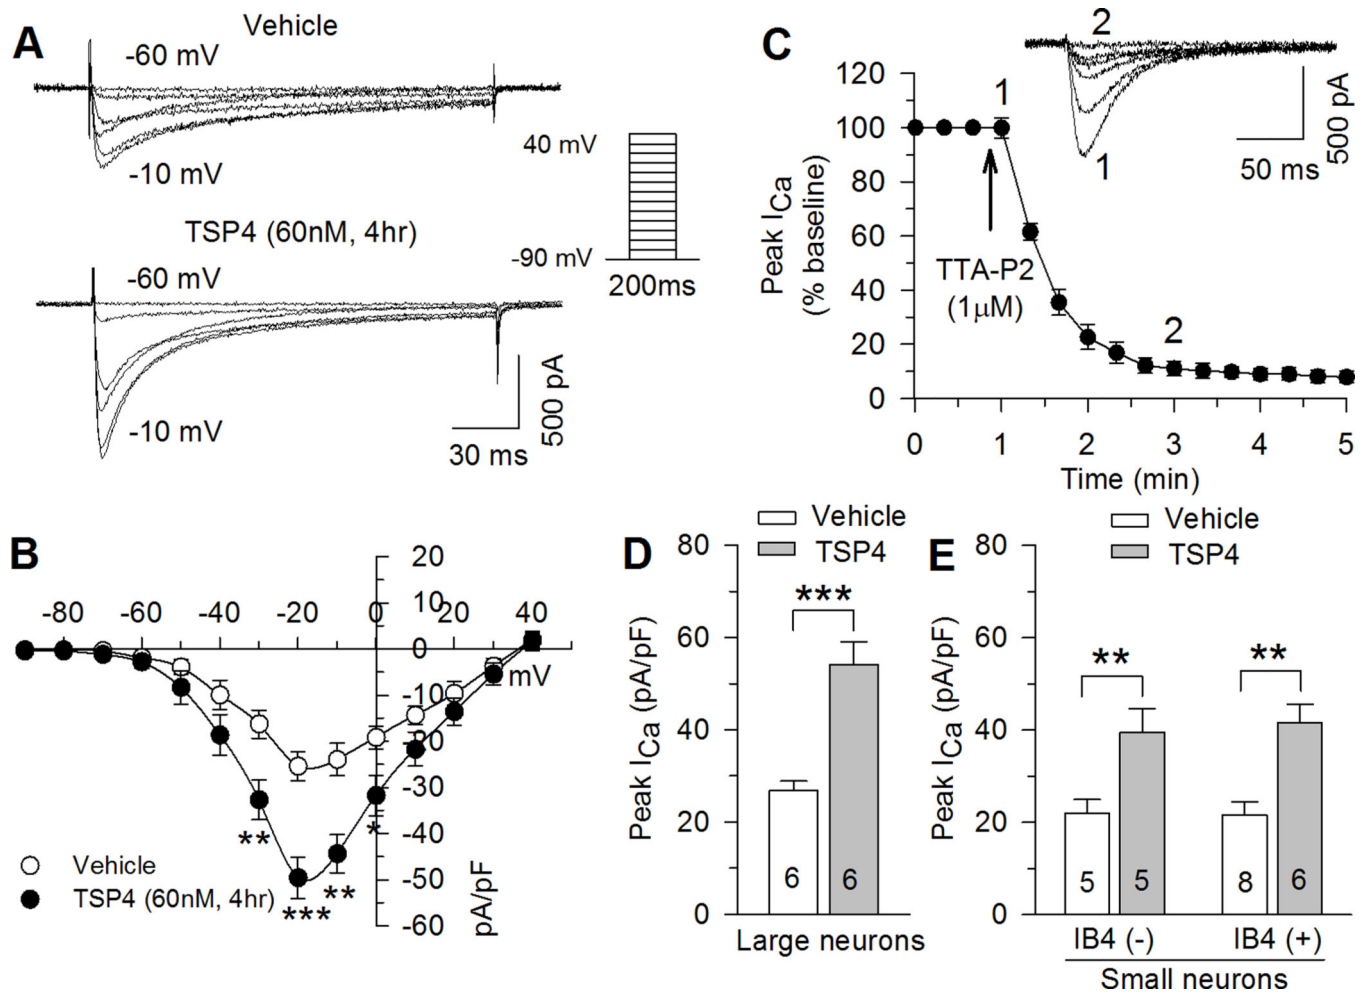 A
Vehicle
-60 mV
-10 mV
TSP4 (60nM, 4hr)
-60 mV
-10 mV
500 pA
30 ms
40 mV
-90 mV
200ms
B
20
10
0
-10
-20
-30
-40
-50
-60
pA/pF
-80
-60
-40
-20
0
20
40
mV
**
***
**
*
Vehicle
TSP4 (60nM, 4hr)
C
2
1
50 ms
500 pA
Peak ICa
(% baseline)
120
100
80
60
40
20
0
1
TTA-P2
(1µM)
2
0
1
2
3
4
5
Time (min)
D
Vehicle
TSP4
Peak ICa (pA/pF)
80
60
40
20
0
***
6
6
Large neurons
E
Vehicle
TSP4
Peak ICa (pA/pF)
80
60
40
20
0
**
**
5
5
8
6
IB4 (-)
IB4 (+)
Small neurons